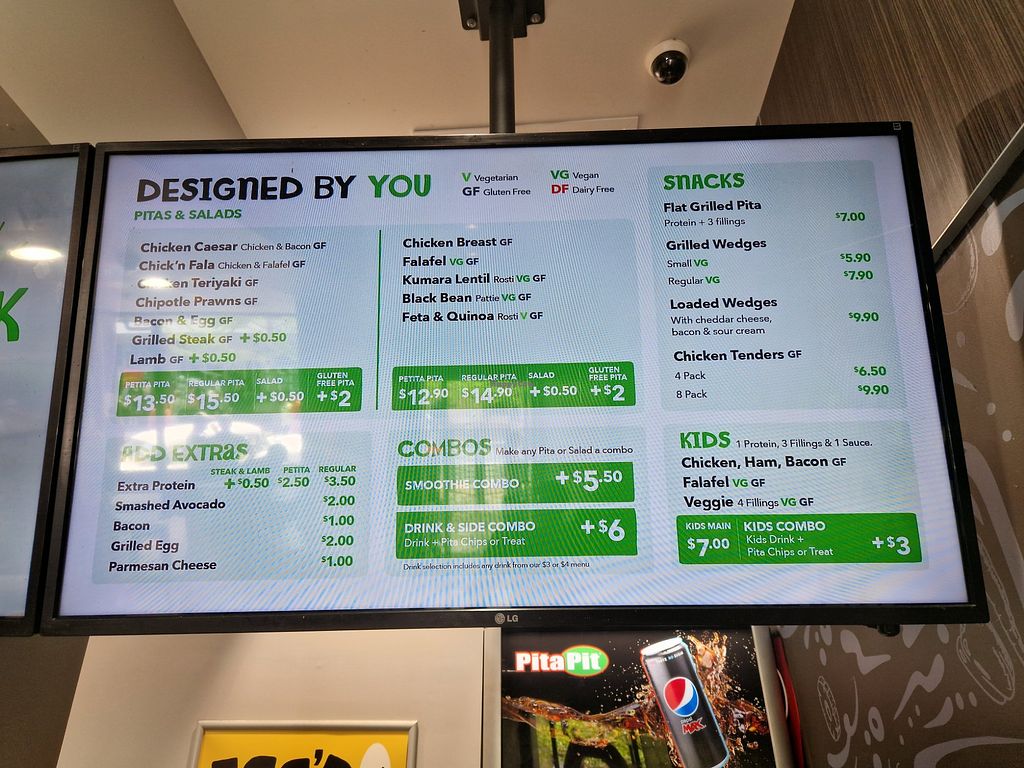 DESIGNED BY YOU
PITAS & SALADS
V Vegetarian
GF Gluten Free
VG Vegan
DF Dairy Free
Chicken Caesar Chicken & Bacon GF
Chick'n Fala Chicken & Falafel GF
Chicken Teriyaki GF
Chipotle Prawns GF
Bacon & Egg GF
Grilled Steak GF + $0.50
Lamb GF + $0.50
PETITA PITA REGULAR PITA SALAD GLUTEN FREE PITA
$13.50 $15.50 + $0.50 + $2
Chicken Breast GF
Falafel VG GF
Kumara Lentil Rosti VG GF
Black Bean Pattie VG GF
Feta & Quinoa Rosti V GF
PETITA PITA REGULAR PITA SALAD GLUTEN FREE PITA
$12.90 $14.90 + $0.50 + $2
SNACKS
Flat Grilled Pita
Protein + 3 fillings $7.00
Grilled Wedges
Small VG $5.90
Regular VG $7.90
Loaded Wedges
With cheddar cheese, $9.90
bacon & sour cream
Chicken Tenders GF
4 Pack $6.50
8 Pack $9.90
ADD EXTRAS
STEAK & LAMB PETITA REGULAR
Extra Protein + $0.50 $2.50 $3.50
Smashed Avocado $2.00
Bacon $1.00
Grilled Egg $2.00
Parmesan Cheese $1.00
COMBOS Make any Pita or Salad a combo
SMOOTHIE COMBO + $5.50
DRINK & SIDE COMBO + $6
Drink + Pita Chips or Treat
Drink selection includes any drink from our $3 or $4 menu
KIDS 1 Protein, 3 Fillings & 1 Sauce.
Chicken, Ham, Bacon GF
Falafel VG GF
Veggie 4 Fillings VG GF
KIDS MAIN
$7.00
KIDS COMBO
Kids Drink +
Pita Chips or Treat + $3
LG
PitaPit
pepsi
MAX